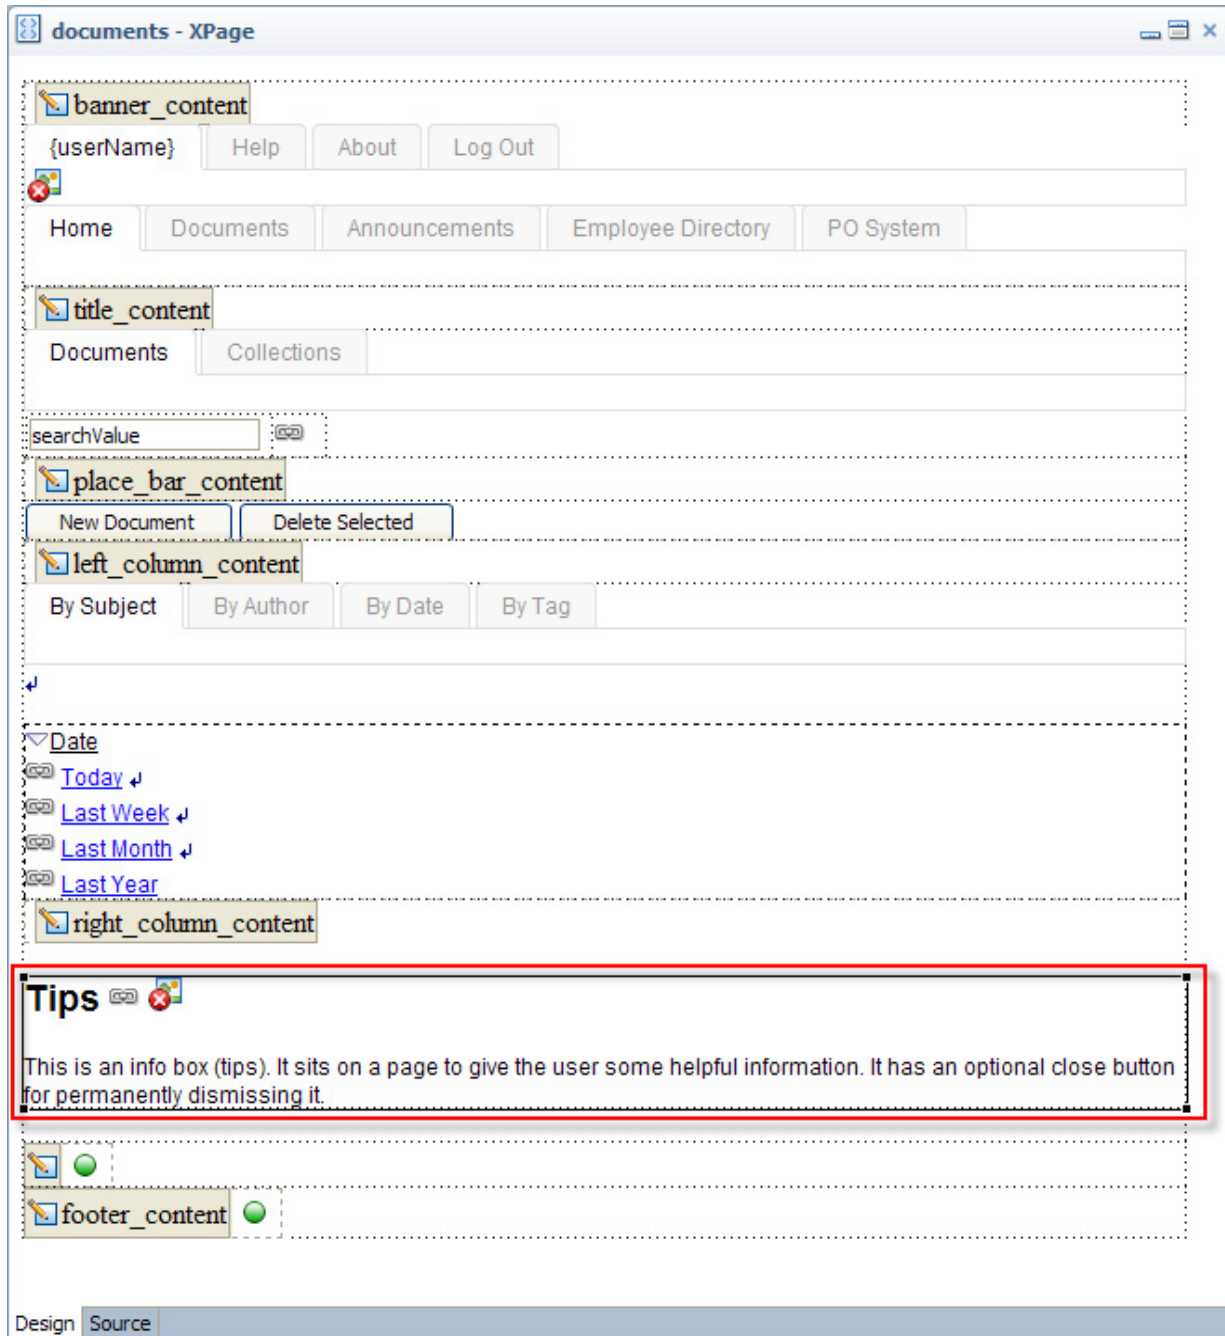 documents - XPage
banner_content
{userName} Help About Log Out
Home Documents Announcements Employee Directory PO System
title_content
Documents Collections
searchValue
place_bar_content
New Document Delete Selected
left_column_content
By Subject By Author By Date By Tag
Date
Today
Last Week
Last Month
Last Year
right_column_content
Tips
This is an info box (tips). It sits on a page to give the user some helpful information. It has an optional close button
for permanently dismissing it.
footer_content
Design Source